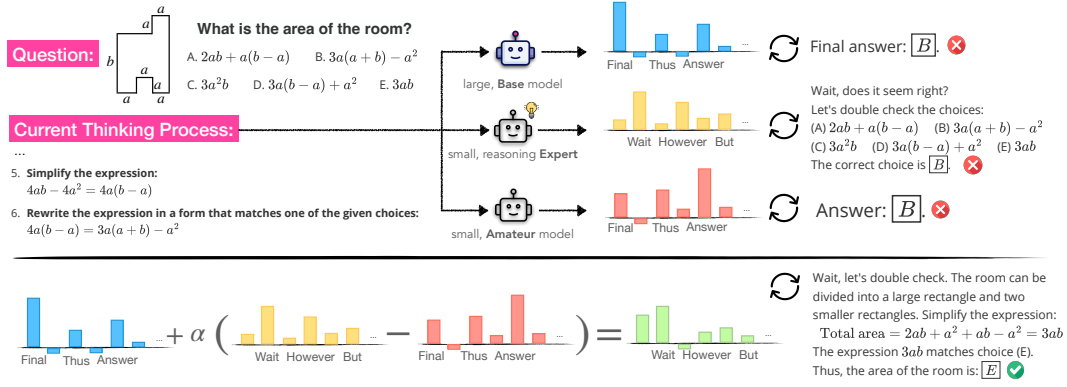 Question:
a
a
b
a
a
a
What is the area of the room?
A. 2ab + a(b − a)
B. 3a(a + b) − a²
C. 3a²b
D. 3a(b − a) + a²
E. 3ab
Current Thinking Process:
...
5. Simplify the expression:
4ab − 4a² = 4a(b − a)
6. Rewrite the expression in a form that matches one of the given choices:
4a(b − a) = 3a(a + b) − a²
large, Base model
small, reasoning Expert
small, Amateur model
...
Final Thus Answer
...
Wait However But
...
Final Thus Answer
Final answer: B.
Wait, does it seem right?
Let's double check the choices:
(A) 2ab + a(b − a) (B) 3a(a + b) − a²
(C) 3a²b (D) 3a(b − a) + a² (E) 3ab
The correct choice is B.
Answer: B.
...
Final Thus Answer
+ α (
...
Wait However But
−
...
Final Thus Answer
) =
...
Wait However But
Wait, let's double check. The room can be
divided into a large rectangle and two
smaller rectangles. Simplify the expression:
Total area = 2ab + a² + ab − a² = 3ab
The expression 3ab matches choice (E).
Thus, the area of the room is: E